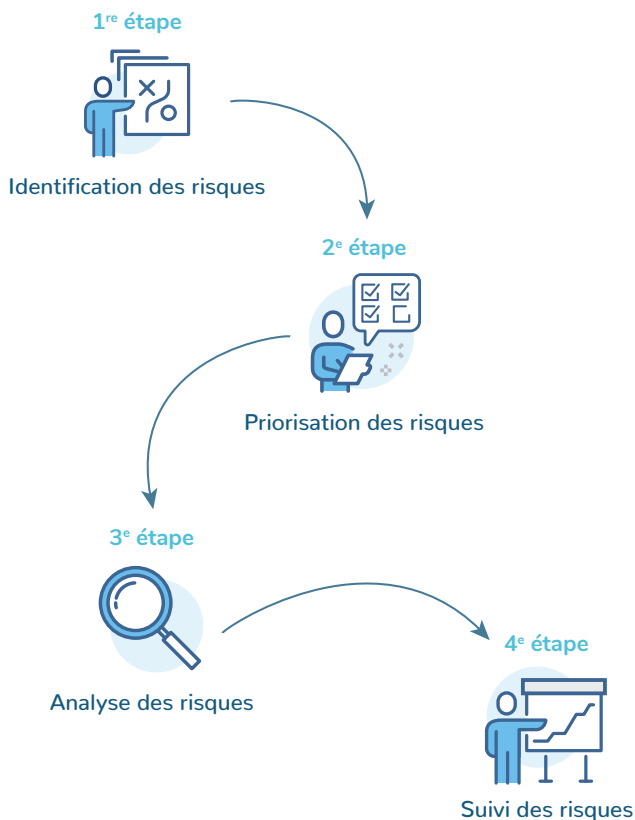 1re étape
Identification des risques
2e étape
Priorisation des risques
3e étape
Analyse des risques
4e étape
Suivi des risques